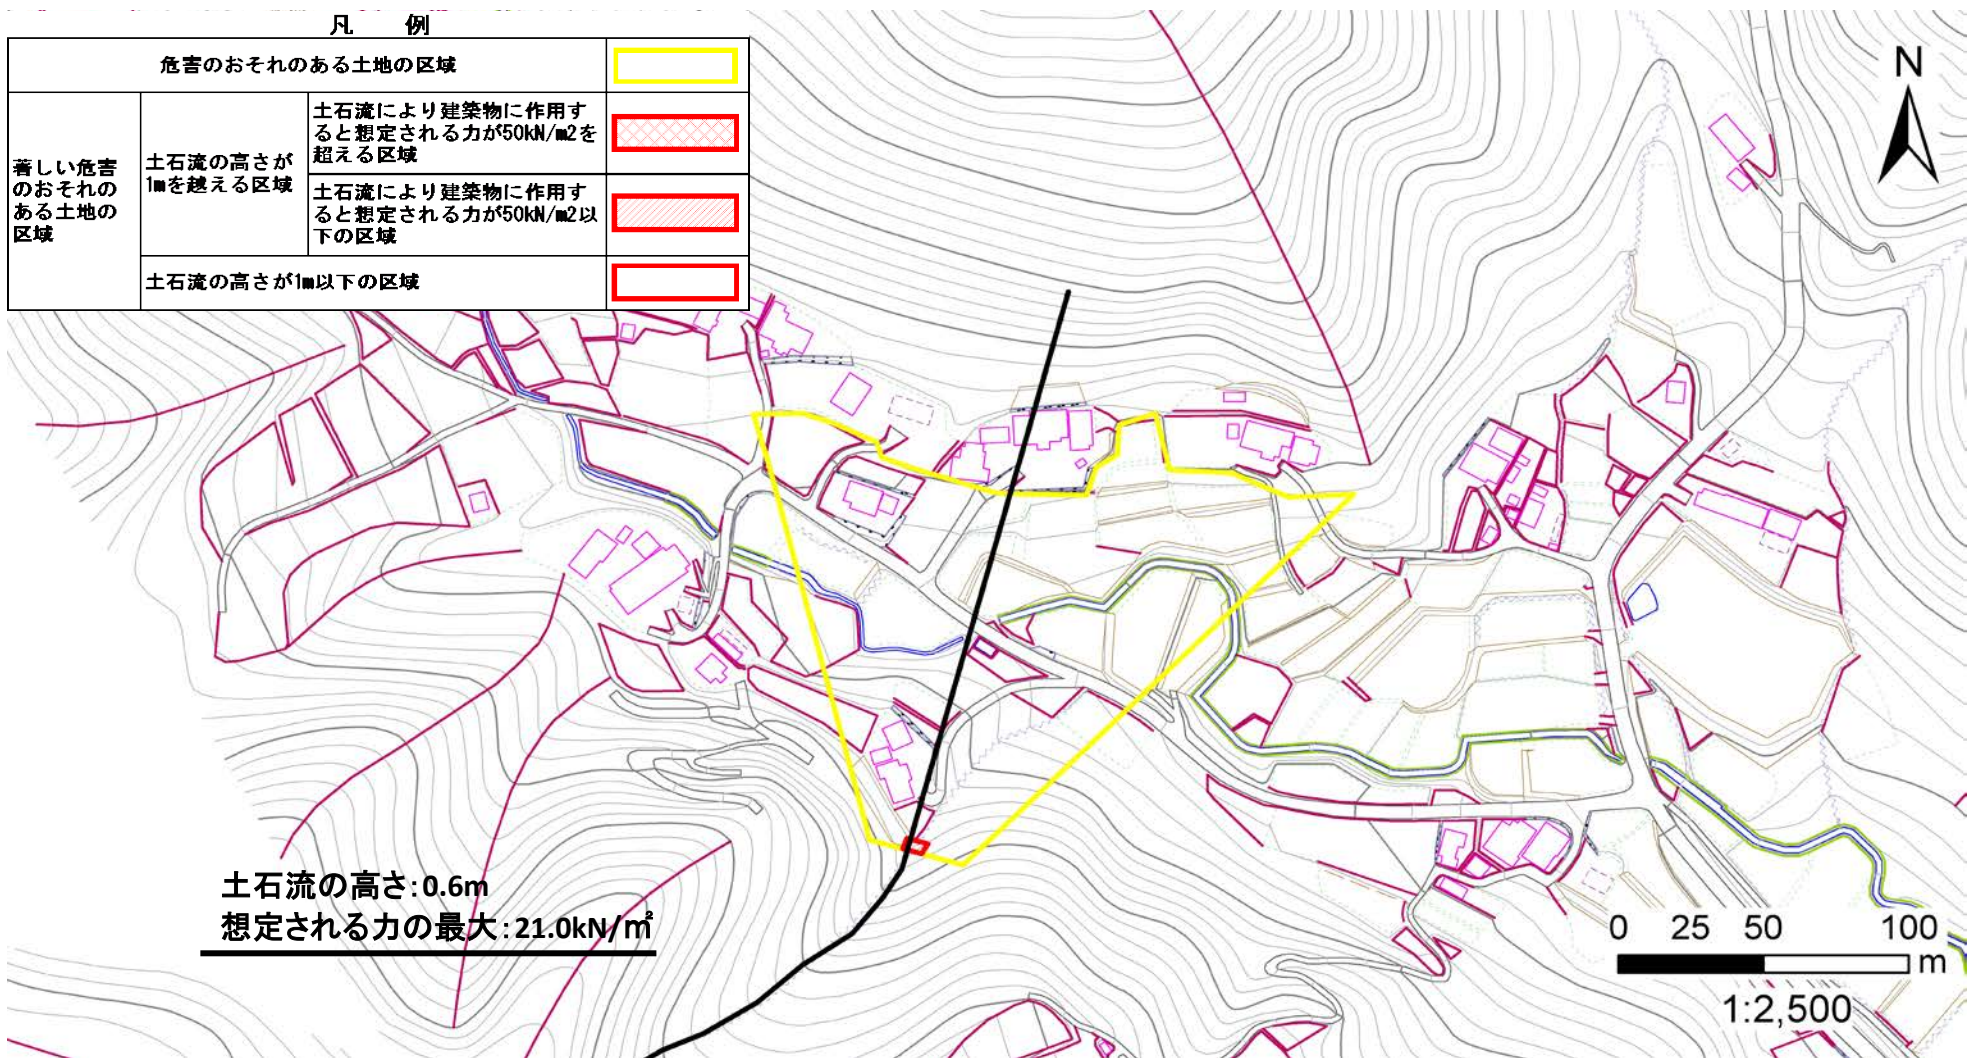 凡　例
危害のおそれのある土地の区域
著しい危害
のおそれの
ある土地の
区域
土石流の高さが
1mを越える区域
土石流により建築物に作用す
ると想定される力が50kN/m2を
超える区域
土石流により建築物に作用す
ると想定される力が50kN/m2以
下の区域
土石流の高さが1m以下の区域
N
土石流の高さ:0.6m
想定される力の最大:21.0kN/㎡
0 25 50 100
m
1:2,500